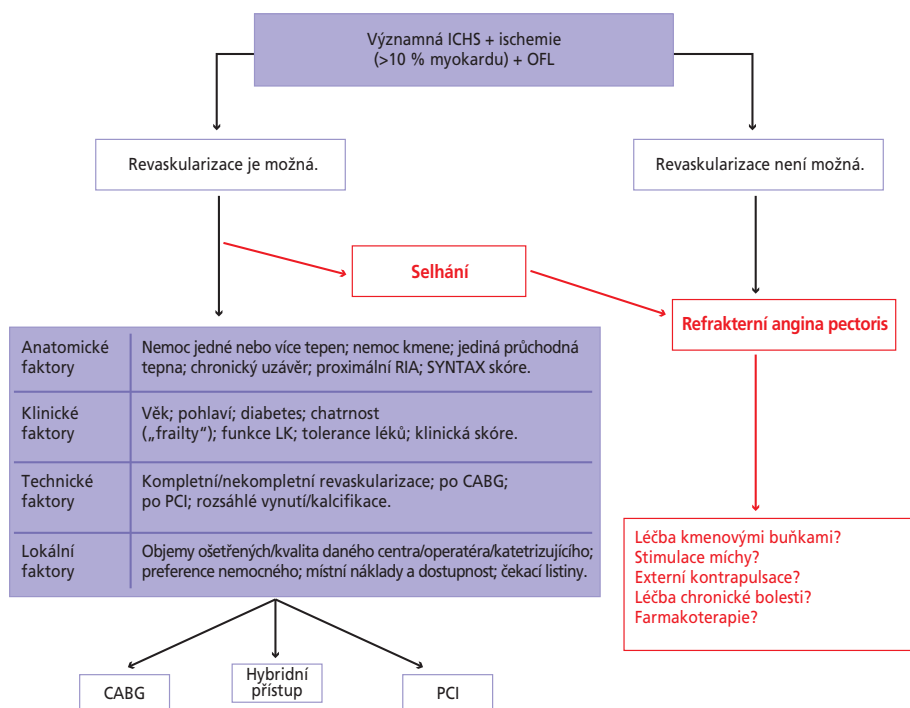 Významná ICHS + ischemie
(>10 % myokardu) + OFL
Revaskularizace je možná.
Revaskularizace není možná.
Selhání
Refrakterní angina pectoris
Anatomické
faktory
Nemoc jedné nebo více tepen; nemoc kmene; jediná průchodná
tepna; chronický uzávěr; proximální RIA; SYNTAX skóre.
Klinické
faktory
Věk; pohlaví; diabetes; chatrnost
(„frailty“); funkce LK; tolerance léků; klinická skóre.
Technické
faktory
Kompletní/nekompletní revaskularizace; po CABG;
po PCI; rozsáhlé vynutí/kalcifikace.
Lokální
faktory
Objemy ošetřených/kvalita daného centra/operatéra/katetrizujícího;
preference nemocného; místní náklady a dostupnost; čekací listiny.
Léčba kmenovými buňkami?
Stimulace míchy?
Externí kontrapulsace?
Léčba chronické bolesti?
Farmakoterapie?
CABG
Hybridní
přístup
PCI